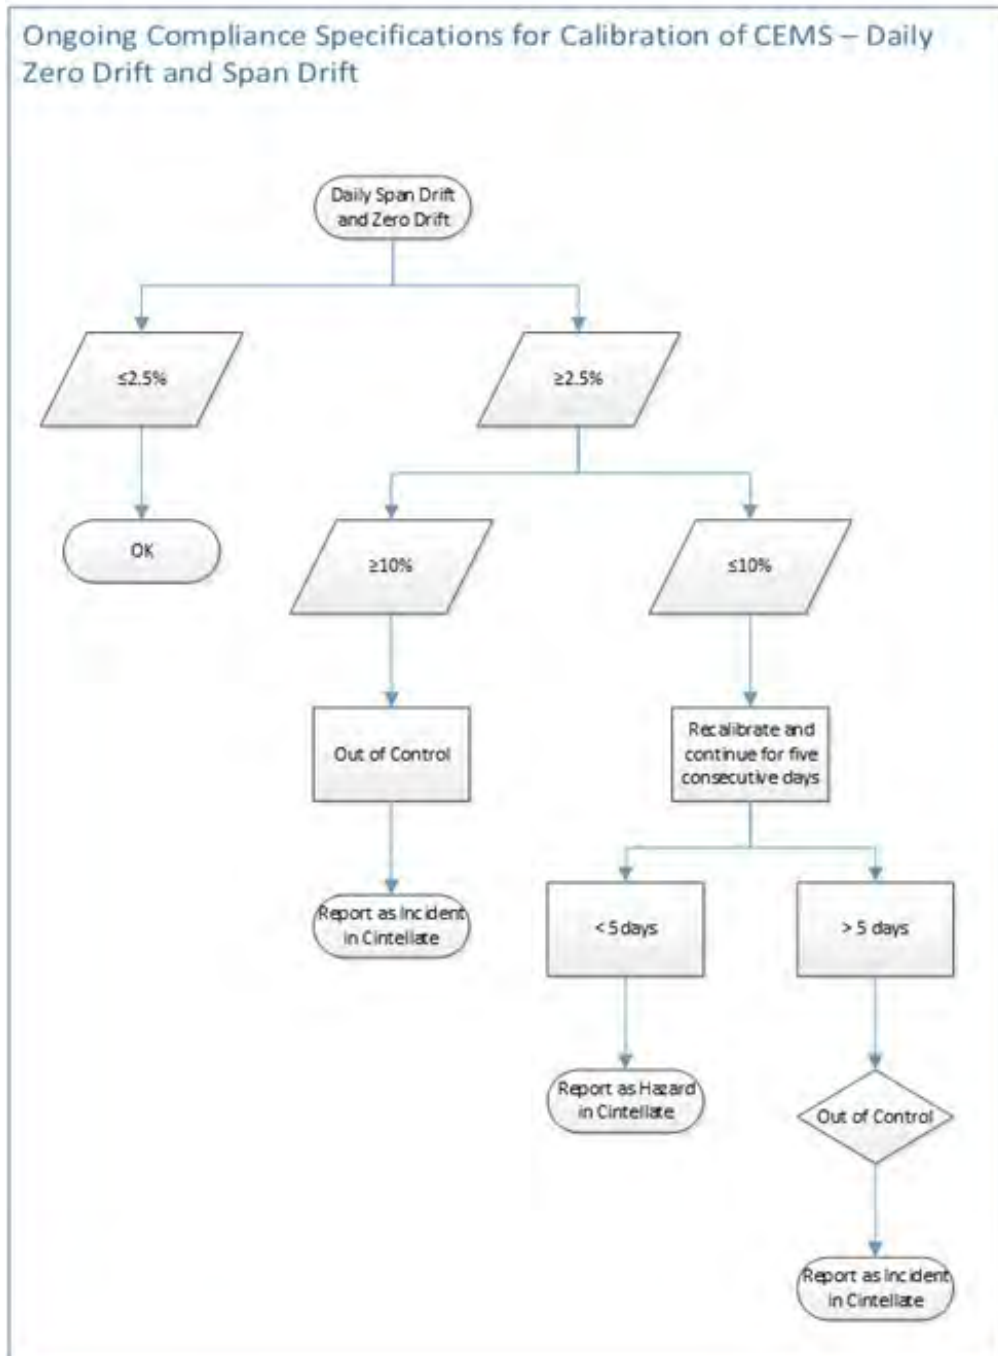 Ongoing Compliance Specifications for Calibration of CEMS – Daily
Zero Drift and Span Drift
Daily Span Drift
and Zero Drift
≤2.5%
≥2.5%
OK
≥10%
≤10%
Out of Control
Recalibrate and
continue for five
consecutive days
Report as Incident
in Cintellate
< 5 days
> 5 days
Report as Hazard
in Cintellate
Out of Control
Report as Incident
in Cintellate